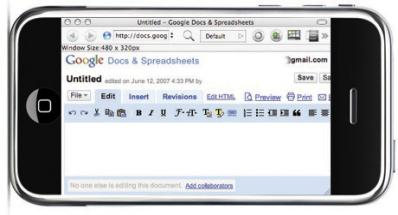 Untitled - Google Docs & Spreadsheets
http://docs.goog Default
Window Size:480 x 320px
Google Docs & Spreadsheets gmail.com
Untitled edited on June 12, 2007 4:33 PM by Save Sa
File Edit Insert Revisions Edit HTML Preview Print
B I U
No one else is editing this document. Add collaborators